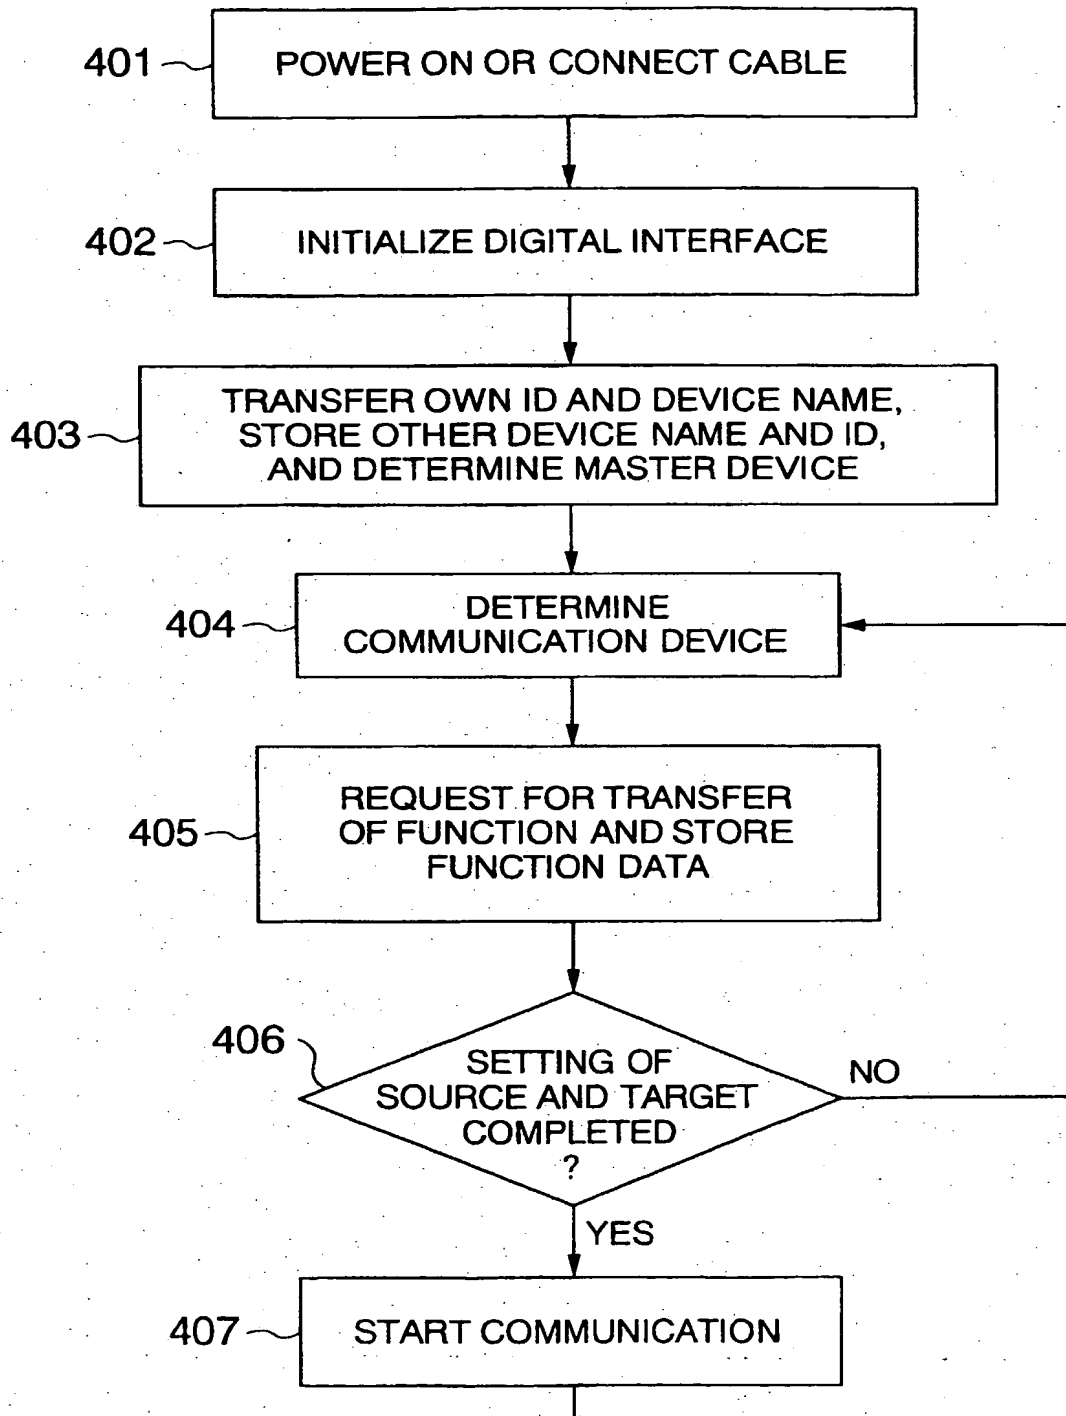 401
POWER ON OR CONNECT CABLE
402
INITIALIZE DIGITAL INTERFACE
403
TRANSFER OWN ID AND DEVICE NAME,
STORE OTHER DEVICE NAME AND ID,
AND DETERMINE MASTER DEVICE
404
DETERMINE
COMMUNICATION DEVICE
405
REQUEST FOR TRANSFER
OF FUNCTION AND STORE
FUNCTION DATA
406
SETTING OF
SOURCE AND TARGET
COMPLETED
?
NO
YES
407
START COMMUNICATION